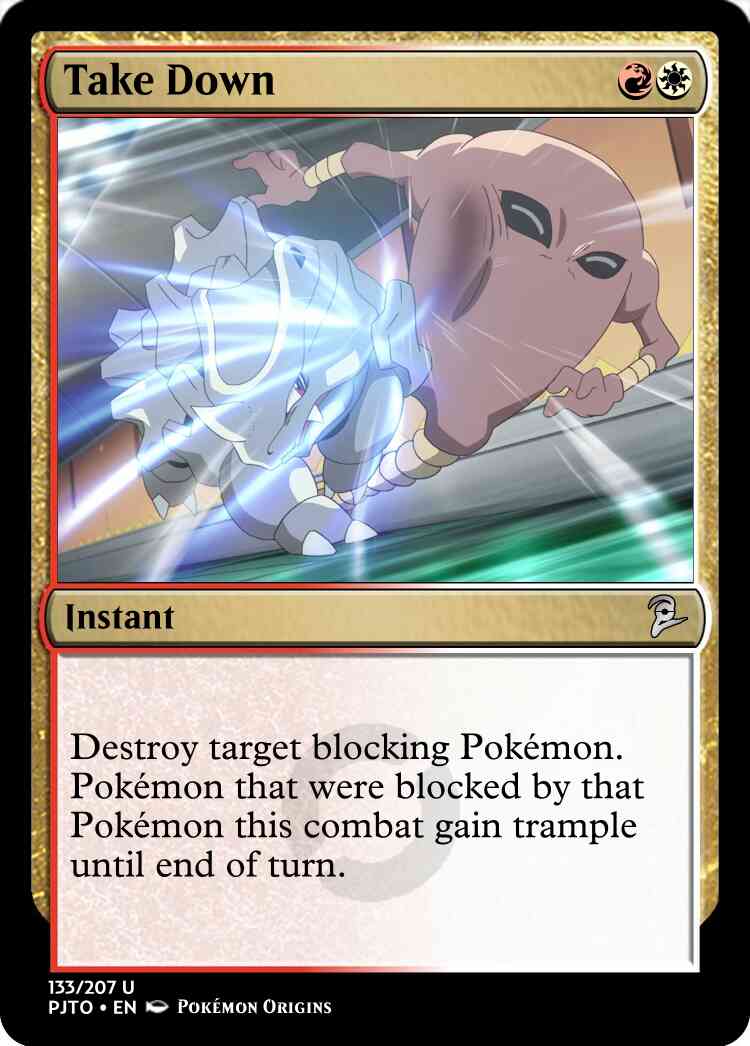 Take Down
Instant
Destroy target blocking Pokémon.
Pokémon that were blocked by that
Pokémon this combat gain trample
until end of turn.
133/207 U
PJTO • EN Pokémon Origins